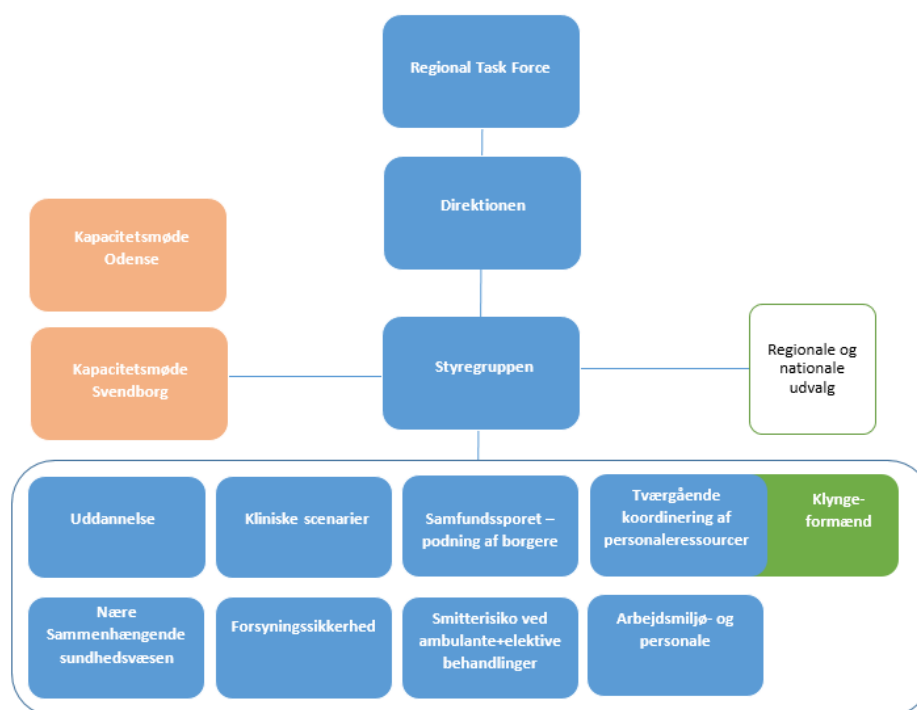 Regional Task Force
Direktionen
Kapacitetsmøde
Odense
Kapacitetsmøde
Svendborg
Styregruppen
Regionale og
nationale
udvalg
Uddannelse
Kliniske scenarier
Samfundssporet –
podning af borgere
Tværgående
koordinering af
personaleressourcer
Klynge-
formænd
Nære
Sammenhængende
sundhedsvæsen
Forsyningssikkerhed
Smitterisiko ved
ambulante+elektive
behandlinger
Arbejdsmiljø- og
personale